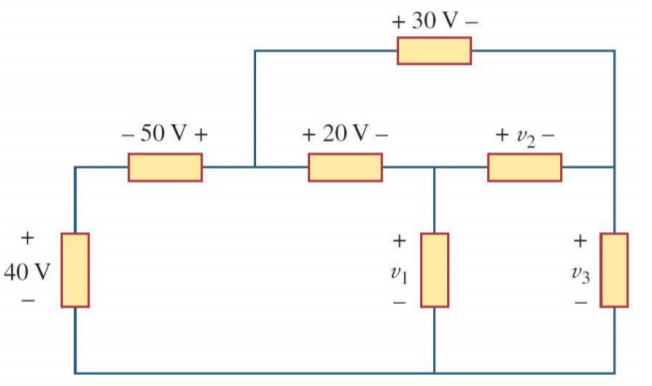 + 30 V –
– 50 V +
+ 20 V –
+ v₂ –
+
40 V
–
+
v₁
–
+
v₃
–